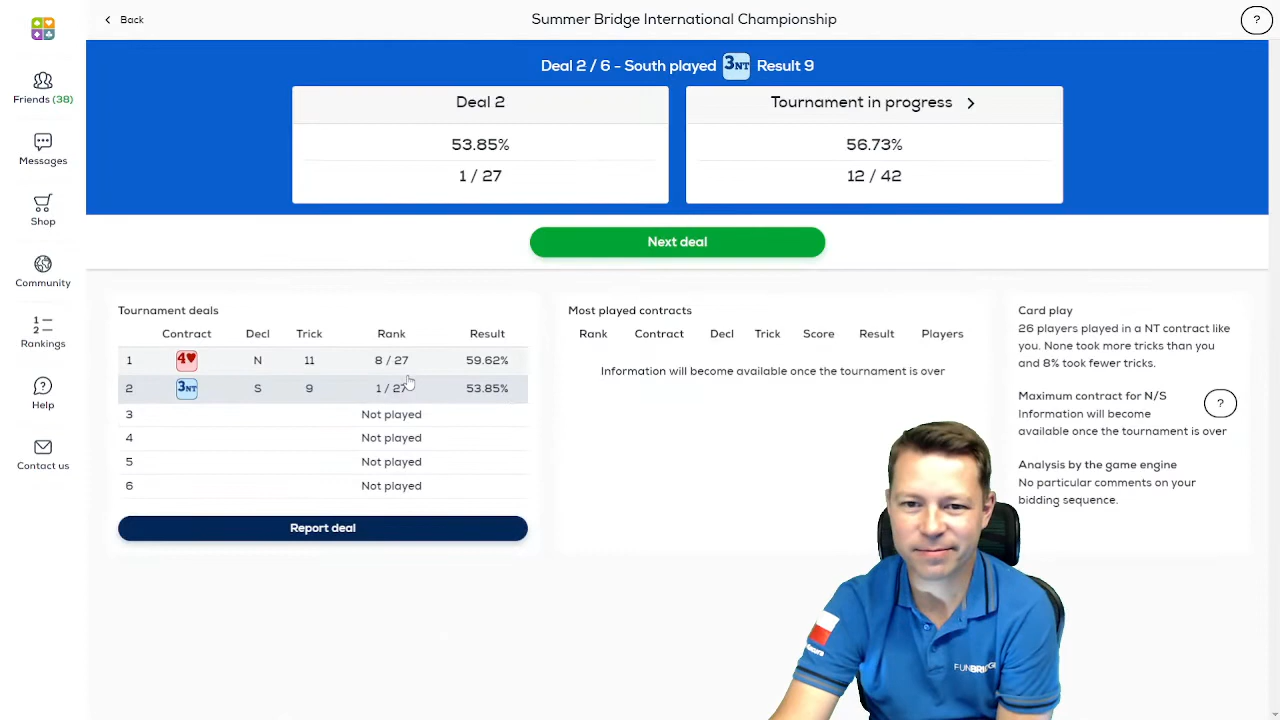 Back
Summer Bridge International Championship
?
Deal 2 / 6 - South played 3NT Result 9
Deal 2
53.85%
1 / 27
Tournament in progress
56.73%
12 / 42
Next deal
Friends (38)
Messages
Shop
Community
1
2
Rankings
Help
Contact us
Tournament deals
Contract Decl Trick Rank Result
1 4♥ N 11 8 / 27 59.62%
2 3NT S 9 1 / 27 53.85%
3 Not played
4 Not played
5 Not played
6 Not played
Report deal
Most played contracts
Rank Contract Decl Trick Score Result Players
Information will become available once the tournament is over
Card play
26 players played in a NT contract like
you. None took more tricks than you
and 8% took fewer tricks.
Maximum contract for N/S
Information will become
available once the tournament is over
?
Analysis by the game engine
No particular comments on your
bidding sequence.
FUNBRIDGE